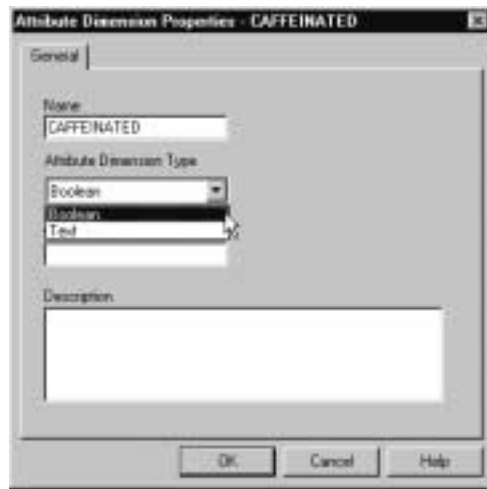 Attribute Dimension Properties - CAFFEINATED
General
Name
CAFFEINATED
Attribute Dimension Type
Boolean
Boolean
Text
Description
OK
Cancel
Help